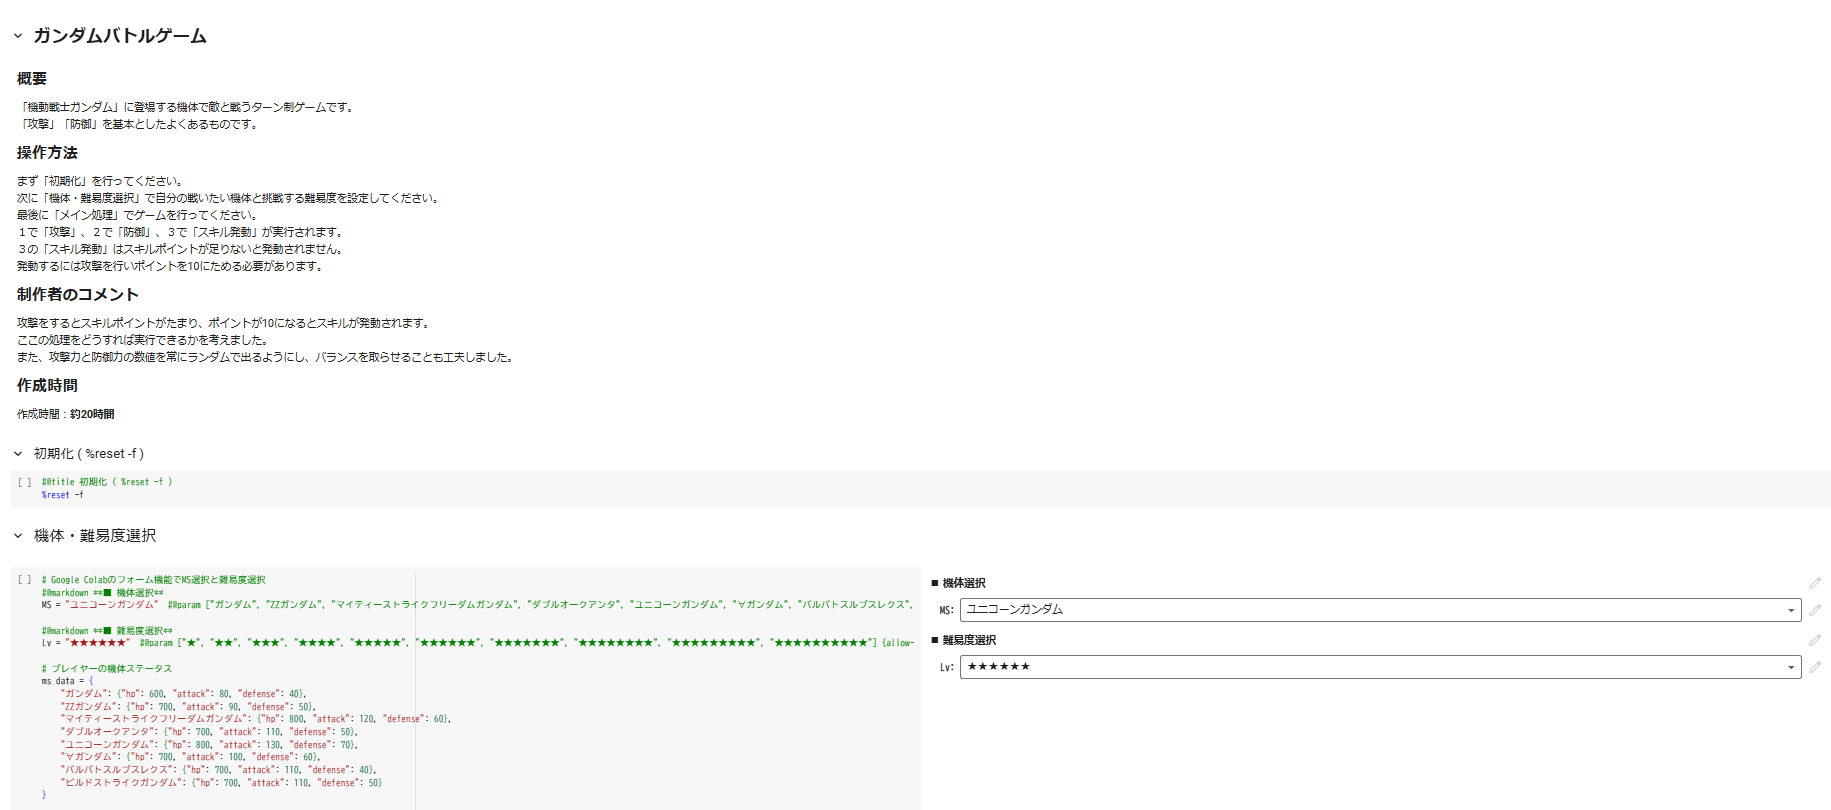 ガンダムバトルゲーム
概要
「機動戦士ガンダム」に登場する機体で敵と戦うターン制ゲームです。
「攻撃」「防御」を基本としたよくあるものです。
操作方法
まず「初期化」を行ってください。
次に「機体・難易度選択」で自分の戦いたい機体と挑戦する難易度を設定してください。
最後に「メイン処理」でゲームを行ってください。
１で「攻撃」、２で「防御」、３で「スキル発動」が実行されます。
３の「スキル発動」はスキルポイントが足りないと発動されません。
発動するには攻撃を行いポイントを10にためる必要があります。
制作者のコメント
攻撃をするとスキルポイントがたまり、ポイントが10になるとスキルが発動されます。
ここの処理をどうすれば実行できるかを考えました。
また、攻撃力と防御力の数値を常にランダムで出るようにし、バランスを取らせることも工夫しました。
作成時間
作成時間：約20時間
初期化 ( %reset -f )
[ ] #@title 初期化 ( %reset -f )
%reset -f
機体・難易度選択
[ ] # Google Colabのフォーム機能でMS選択と難易度選択
#@markdown **■ 機体選択**
MS = "ユニコーンガンダム" #@param ["ガンダム", "ZZガンダム", "マイティーストライクフリーダムガンダム", "ダブルオークアンタ", "ユニコーンガンダム", "∀ガンダム", "バルバトスルプスレクス",
#@markdown **■ 難易度選択**
Lv = "★★★★★★" #@param ["★", "★★", "★★★", "★★★★", "★★★★★", "★★★★★★", "★★★★★★★", "★★★★★★★★", "★★★★★★★★★", "★★★★★★★★★★"] {allow-
# プレイヤーの機体ステータス
ms_data = {
"ガンダム": {"hp": 600, "attack": 80, "defense": 40},
"ZZガンダム": {"hp": 700, "attack": 90, "defense": 50},
"マイティーストライクフリーダムガンダム": {"hp": 800, "attack": 120, "defense": 60},
"ダブルオークアンタ": {"hp": 700, "attack": 110, "defense": 50},
"ユニコーンガンダム": {"hp": 800, "attack": 130, "defense": 70},
"∀ガンダム": {"hp": 700, "attack": 100, "defense": 60},
"バルバトスルプスレクス": {"hp": 700, "attack": 110, "defense": 40},
"ビルドストライクガンダム": {"hp": 700, "attack": 110, "defense": 50}
}
■ 機体選択
MS: ユニコーンガンダム
■ 難易度選択
Lv: ★★★★★★